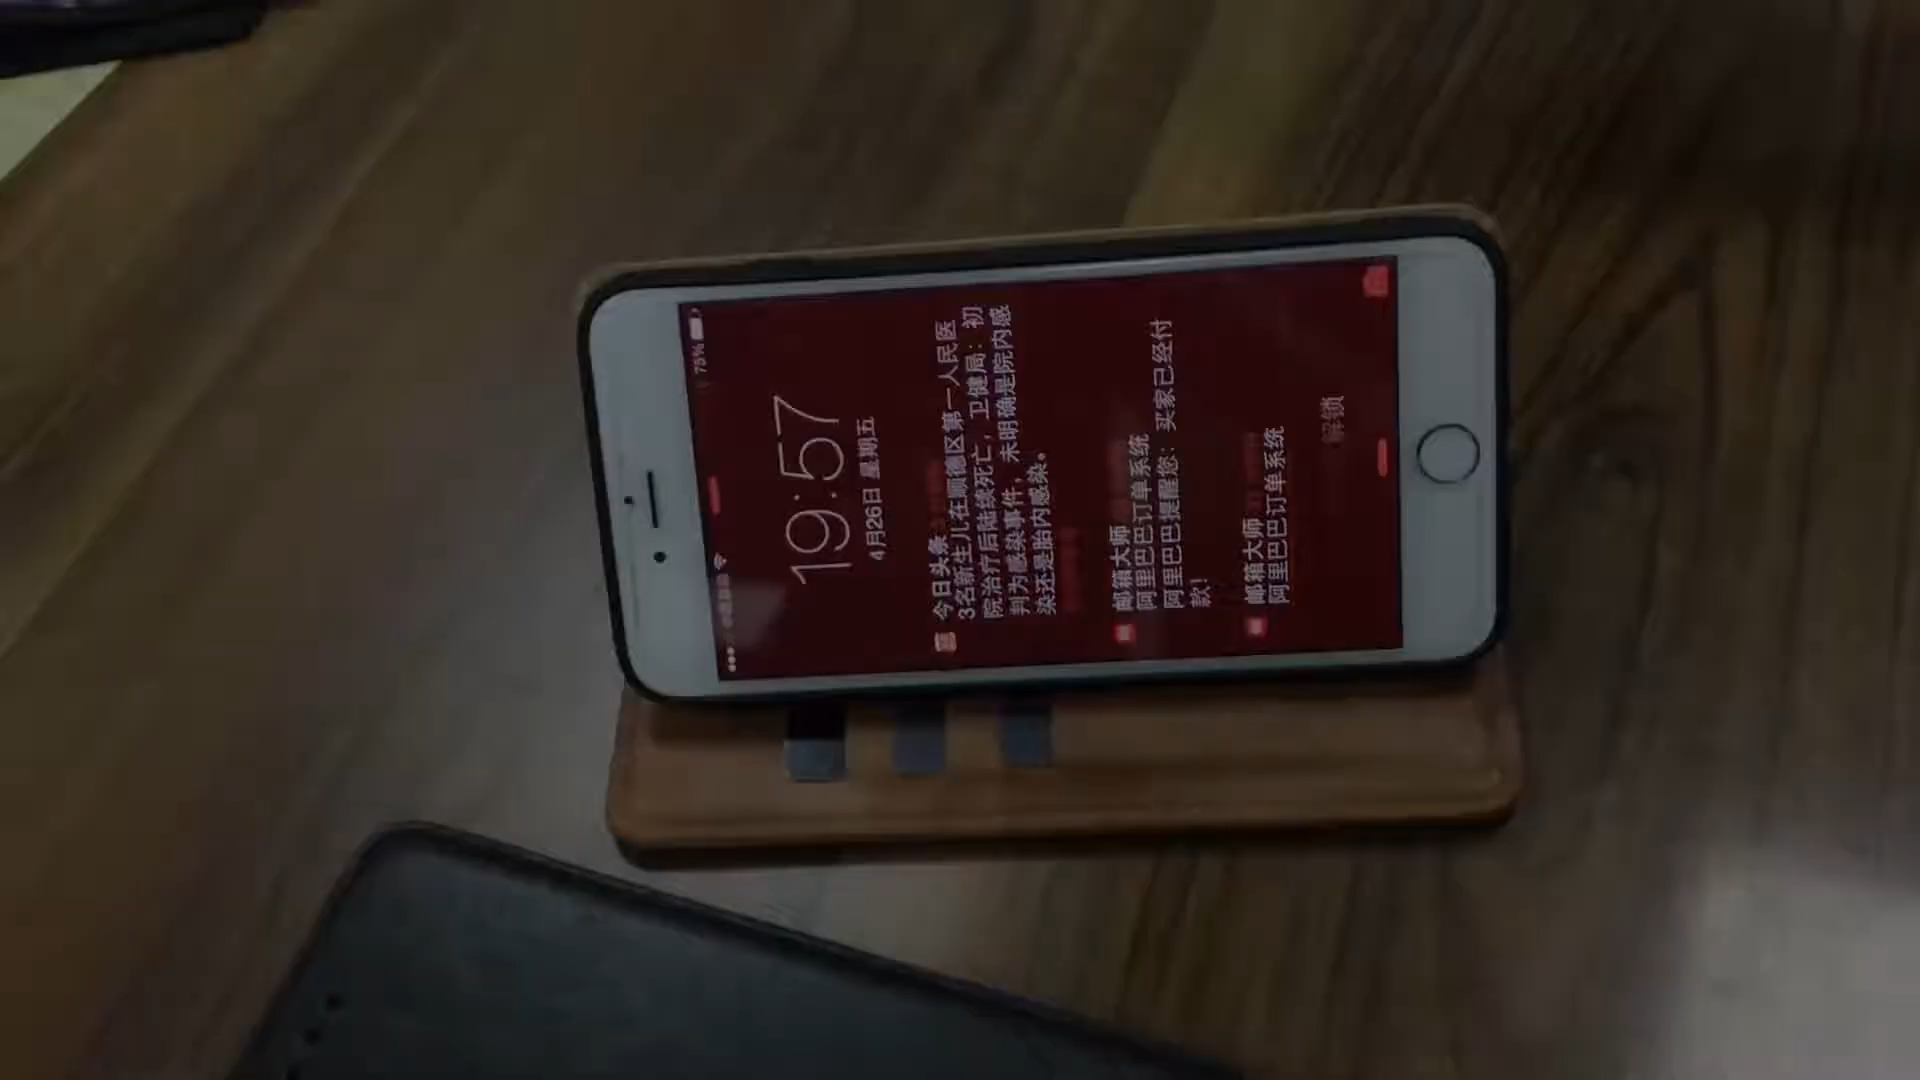 75%
19:57
4月26日 星期五
今日头条
3名新生儿在顺德区第一人民医
院治疗后陆续死亡，卫健局：初
判为感染事件，未明确是院内感
染还是胎内感染。
邮箱大师
阿里巴巴订单系统
阿里巴巴提醒您：买家已经付
款！
邮箱大师
阿里巴巴订单系统
解锁